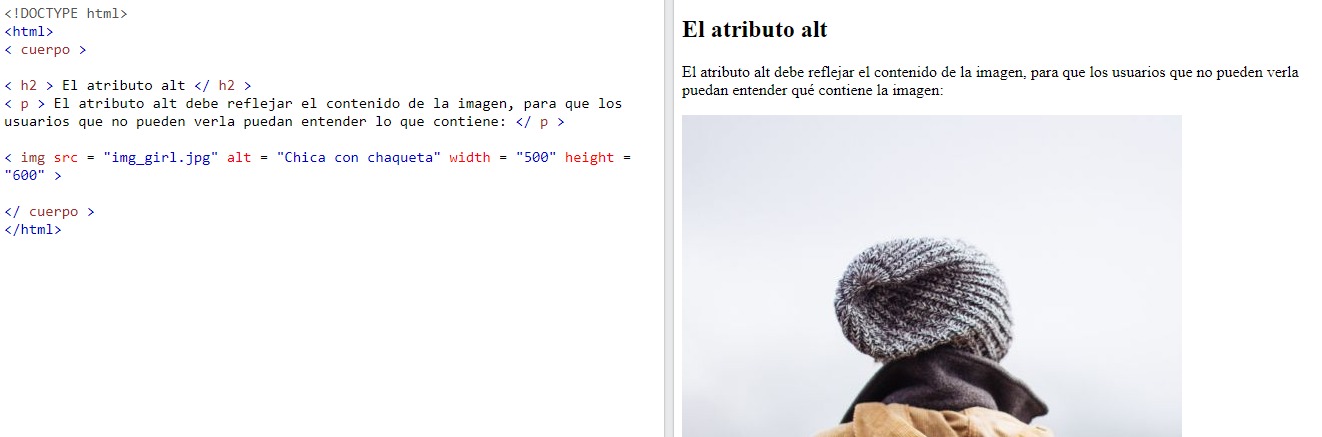 <!DOCTYPE html>
<html>
< cuerpo >
< h2 > El atributo alt </ h2 >
< p > El atributo alt debe reflejar el contenido de la imagen, para que los
usuarios que no pueden verla puedan entender lo que contiene: </ p >
< img src = "img_girl.jpg" alt = "Chica con chaqueta" width = "500" height =
"600" >
</ cuerpo >
</html>
El atributo alt
El atributo alt debe reflejar el contenido de la imagen, para que los usuarios que no pueden verla
puedan entender qué contiene la imagen: